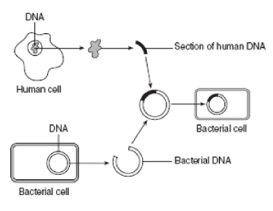 DNA
Section of human DNA
Human cell
DNA
Bacterial cell
Bacterial DNA
Bacterial cell